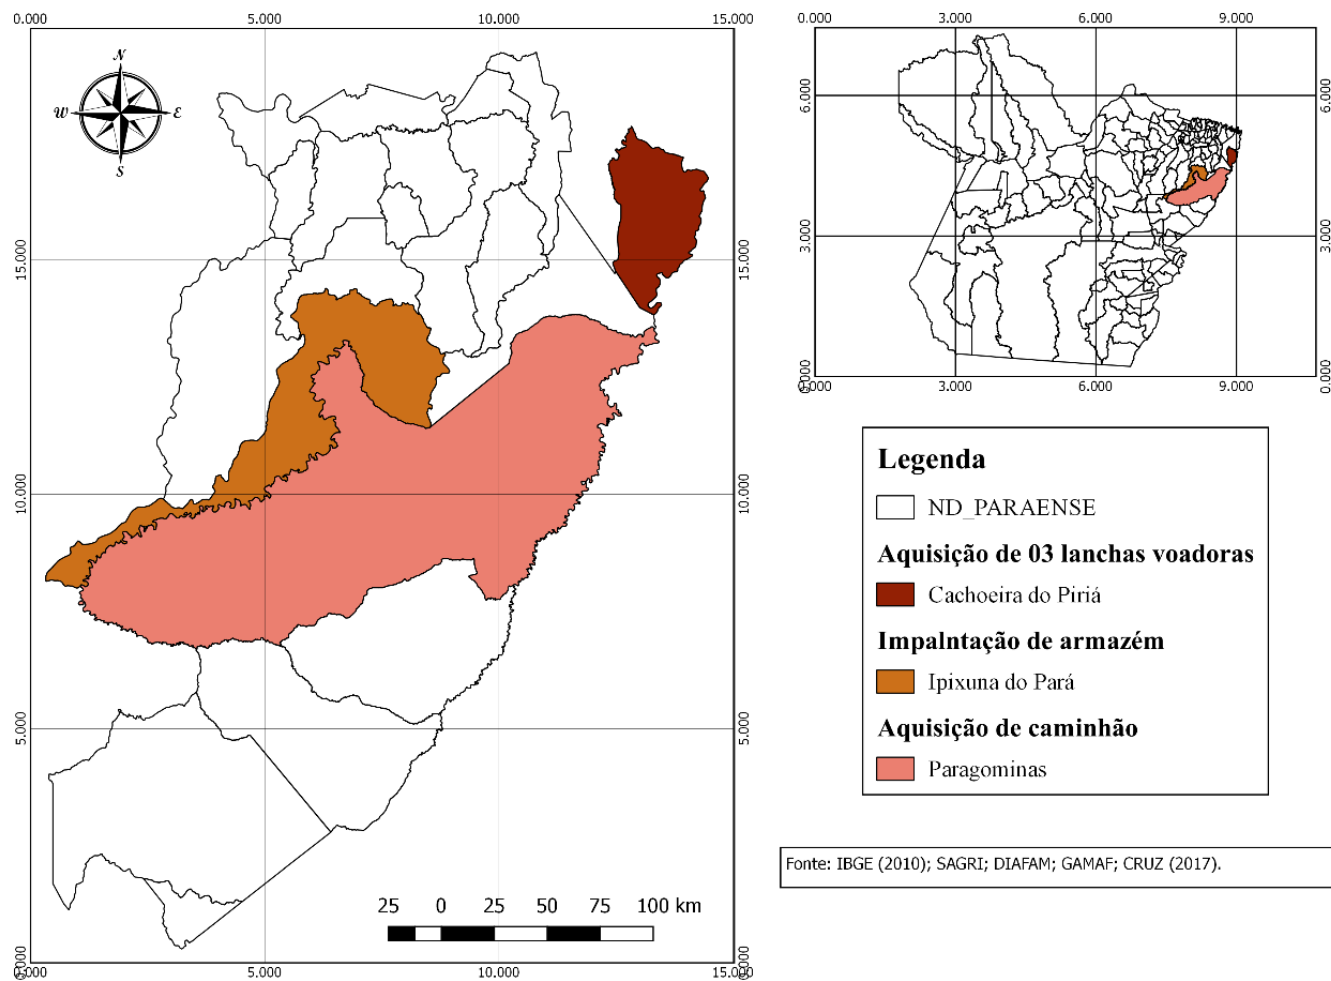 0.000 5.000 10.000 15.000
0.000 3.000 6.000 9.000
N
W E
S
6.000 6.000
3.000 3.000
0.000 0.000
0.000 3.000 6.000 9.000
15.000 15.000
10.000 10.000
5.000 5.000
0.000 0.000
Legenda
ND_PARAENSE
Aquisição de 03 lanchas voadoras
Cachoeira do Piriá
Impalntação de armazém
Ipixuna do Pará
Aquisição de caminhão
Paragominas
Fonte: IBGE (2010); SAGRI; DIAFAM; GAMAF; CRUZ (2017).
25 0 25 50 75 100 km
0.000 5.000 10.000 15.000